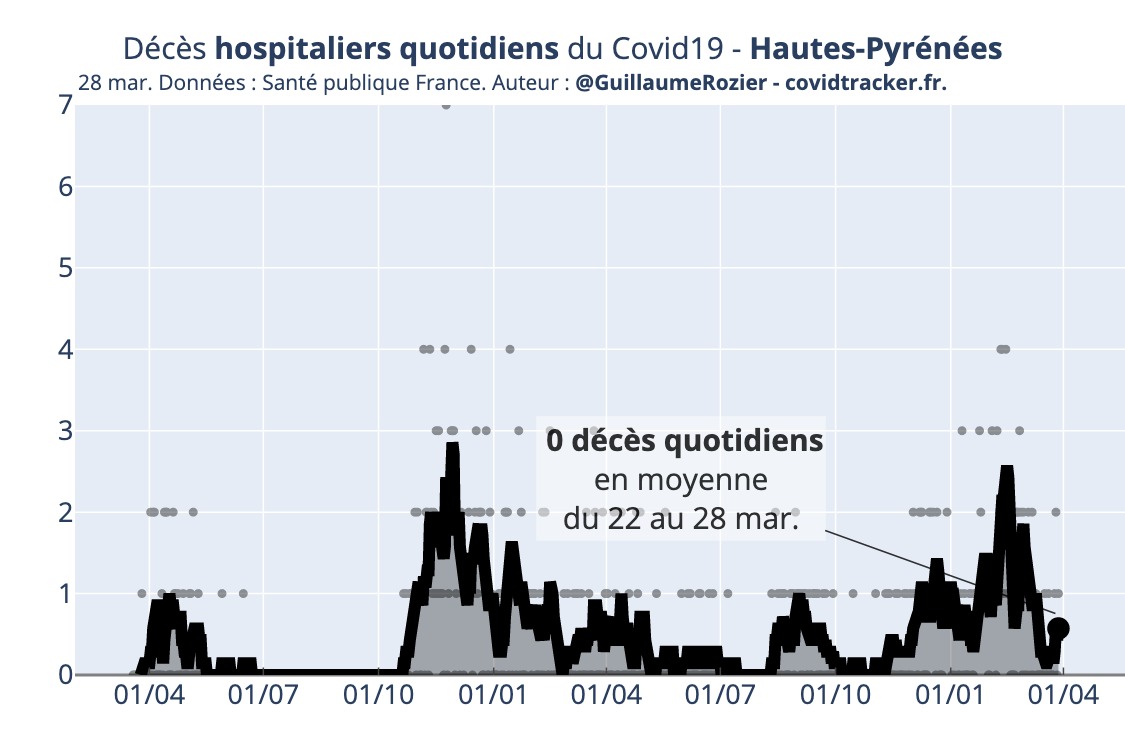 Décès hospitaliers quotidiens du Covid19 - Hautes-Pyrénées
28 mar. Données : Santé publique France. Auteur : @GuillaumeRozier - covidtracker.fr.
7
6
5
4
3
2
1
0
0 décès quotidiens
en moyenne
du 22 au 28 mar.
01/04 01/07 01/10 01/01 01/04 01/07 01/10 01/01 01/04